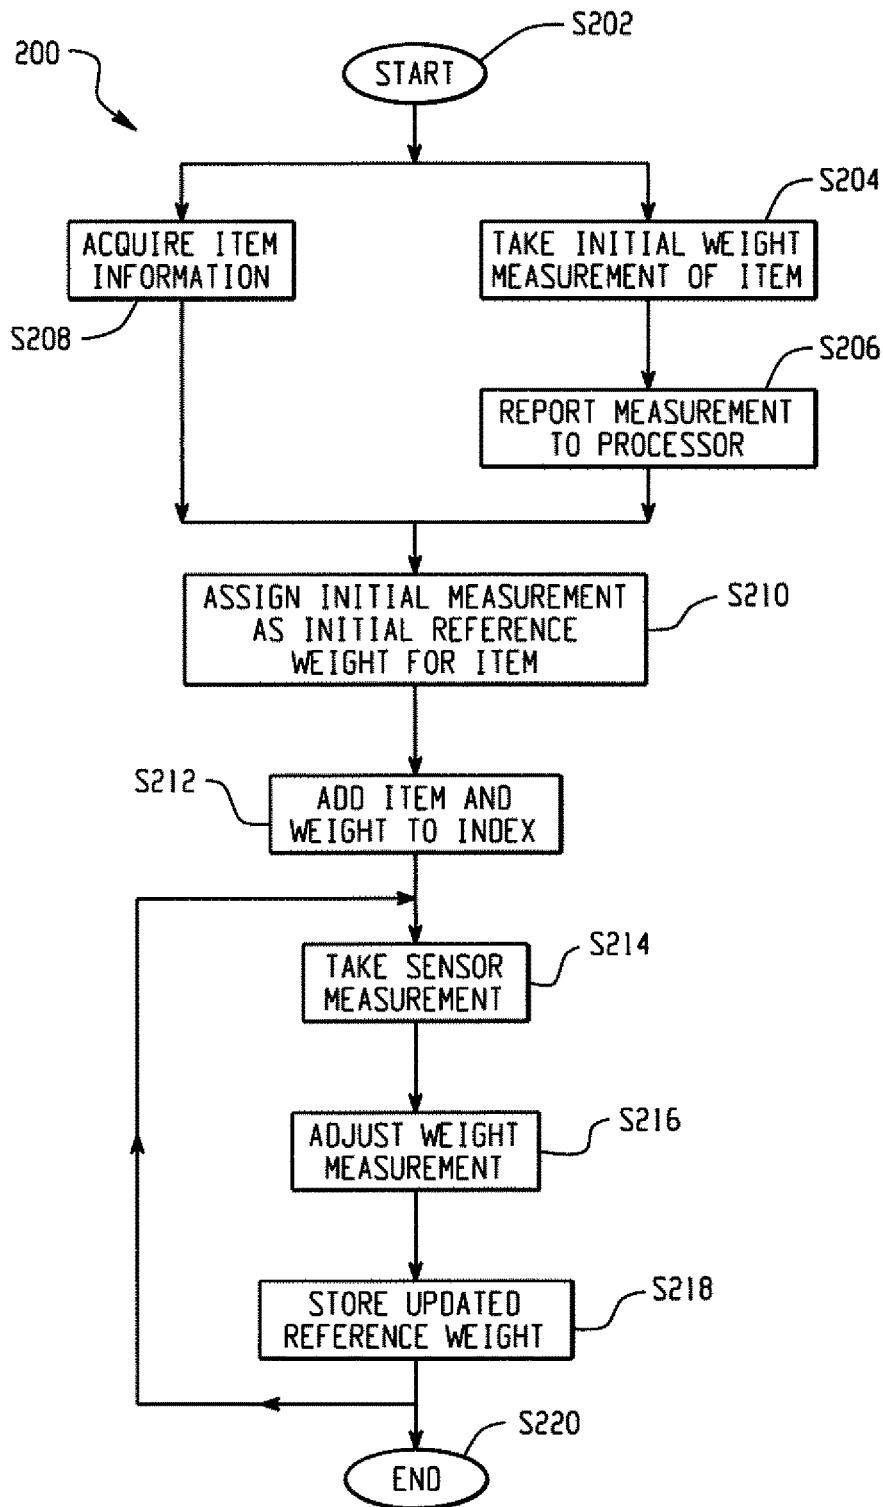 S202
200
START
S204
ACQUIRE ITEM
INFORMATION
TAKE INITIAL WEIGHT
MEASUREMENT OF ITEM
S208
S206
REPORT MEASUREMENT
TO PROCESSOR
ASSIGN INITIAL MEASUREMENT
AS INITIAL REFERENCE
WEIGHT FOR ITEM
S210
S212
ADD ITEM AND
WEIGHT TO INDEX
S214
TAKE SENSOR
MEASUREMENT
S216
ADJUST WEIGHT
MEASUREMENT
S218
STORE UPDATED
REFERENCE WEIGHT
S220
END